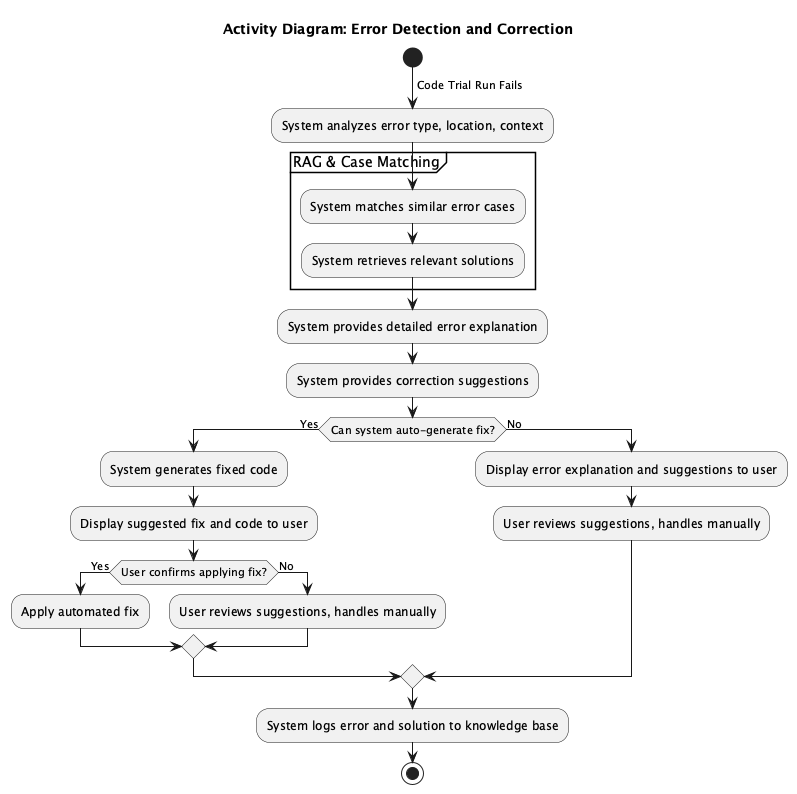 Activity Diagram: Error Detection and Correction
Code Trial Run Fails
System analyzes error type, location, context
RAG & Case Matching
System matches similar error cases
System retrieves relevant solutions
System provides detailed error explanation
System provides correction suggestions
Yes
Can system auto-generate fix?
No
System generates fixed code
Display error explanation and suggestions to user
Display suggested fix and code to user
User reviews suggestions, handles manually
Yes
User confirms applying fix?
No
Apply automated fix
User reviews suggestions, handles manually
System logs error and solution to knowledge base